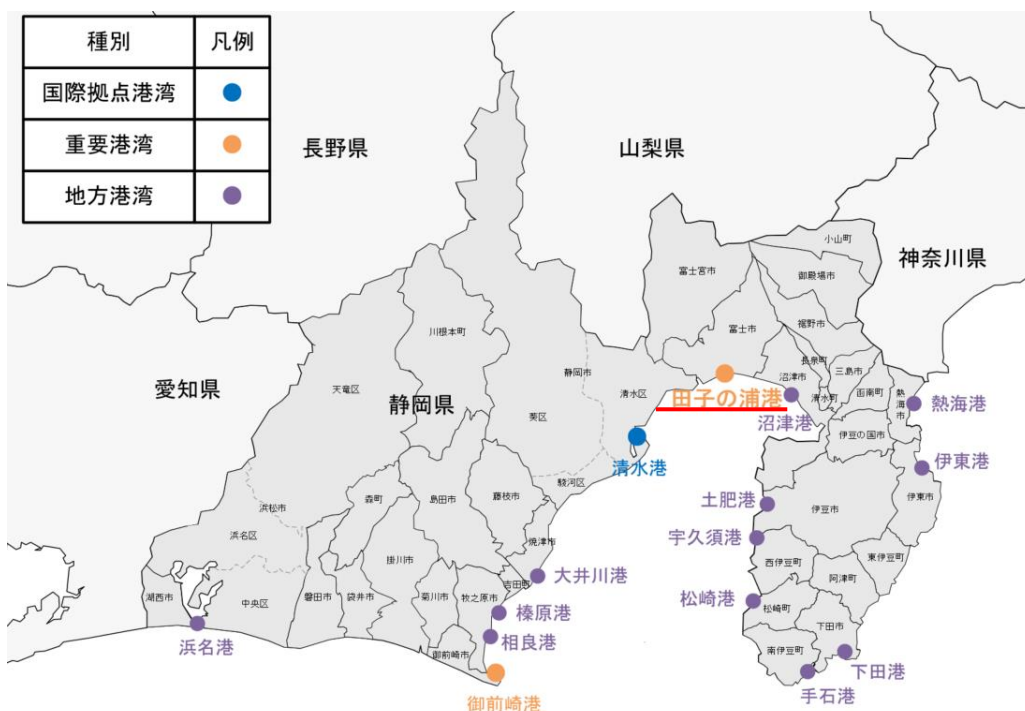 種別 凡例
国際拠点港湾
重要港湾
地方港湾
長野県
山梨県
神奈川県
愛知県
静岡県
小山町
御殿場市
富士宮市
裾野市
富士市
長泉町
三島市
沼津市
清水町
函南町
熱海市
川根本町
静岡市
天竜区
清水区
葵区
田子の浦港
沼津港
熱海港
伊豆の国市
清水港
駿河区
伊東港
伊東市
土肥港
伊豆市
森町
島田市
藤枝市
浜松市
浜名区
焼津市
宇久須港
掛川市
西伊豆町
東伊豆町
大井川港
吉田町
湖西市
中央区
磐田市
袋井市
菊川市
牧之原市
榛原港
松崎港
松崎町
下田市
浜名港
相良港
御前崎市
南伊豆町
下田港
手石港
御前崎港